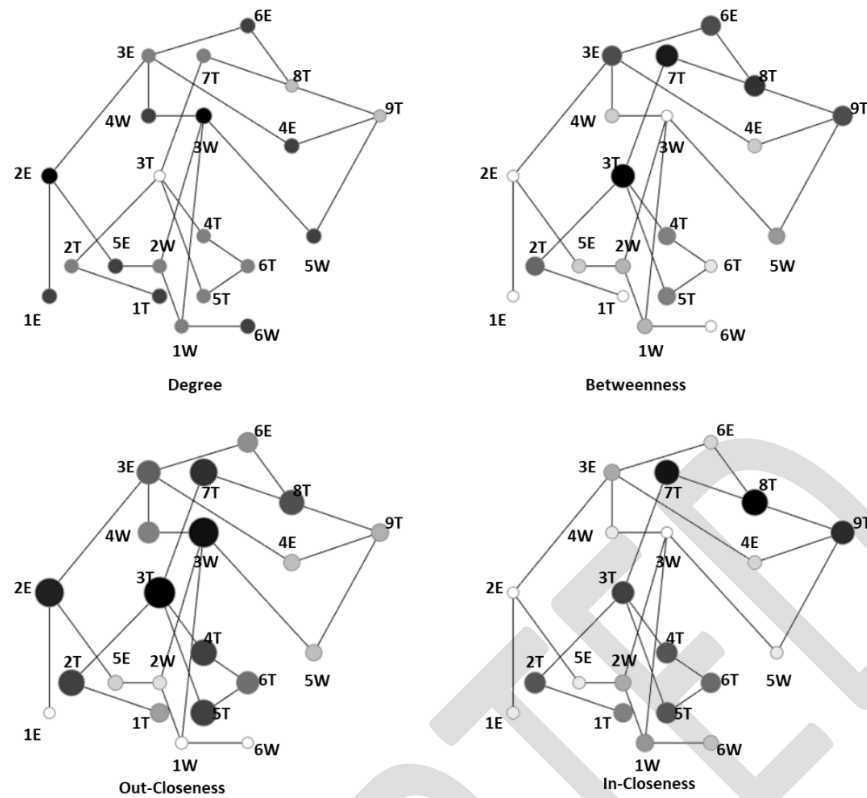 6E
3E
7T
8T
9T
4W
3W
4E
2E
3T
4T
2T
5E
2W
6T
5W
1E
1T
5T
1W
6W
Degree
6E
3E
7T
8T
9T
4W
3W
4E
2E
3T
4T
2T
5E
2W
6T
5W
1E
1T
5T
1W
6W
Betweenness
6E
3E
7T
8T
9T
4W
3W
4E
2E
3T
4T
2T
5E
2W
6T
5W
1E
1T
5T
1W
6W
Out-Closeness
6E
3E
7T
8T
9T
4W
3W
4E
2E
3T
4T
2T
5E
2W
6T
5W
1E
1T
5T
1W
6W
In-Closeness